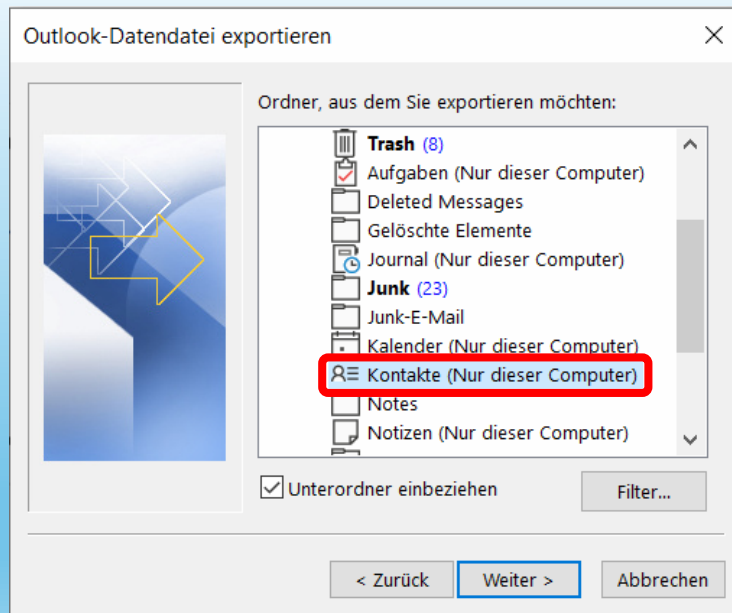 Outlook-Datendatei exportieren
Ordner, aus dem Sie exportieren möchten:
Trash (8)
Aufgaben (Nur dieser Computer)
Deleted Messages
Gelöschte Elemente
Journal (Nur dieser Computer)
Junk (23)
Junk-E-Mail
Kalender (Nur dieser Computer)
Kontakte (Nur dieser Computer)
Notes
Notizen (Nur dieser Computer)
Unterordner einbeziehen
Filter...
< Zurück
Weiter >
Abbrechen